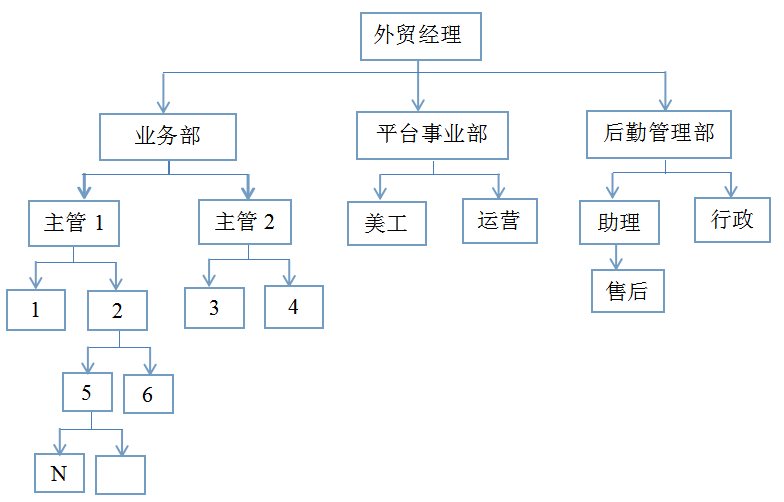 外贸经理
业务部
平台事业部
后勤管理部
主管 1
主管 2
美工
运营
助理
行政
1
2
3
4
售后
5
6
N